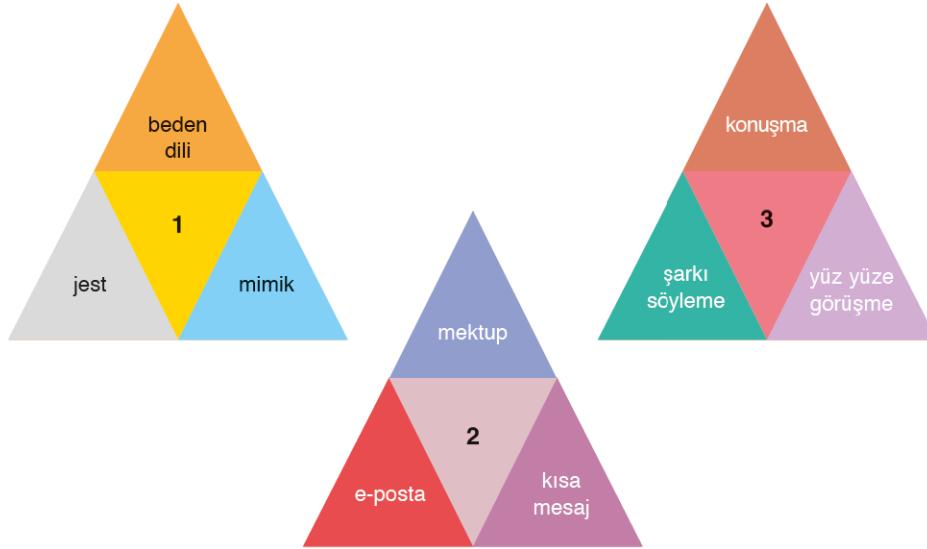 beden
dili
1
jest
mimik
konuşma
3
şarkı
söyleme
yüz yüze
görüşme
mektup
2
e-posta
kısa
mesaj